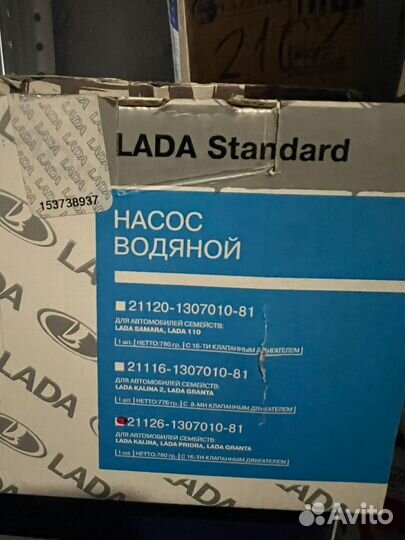 2108
LADA
153738937
LADA Standard
НАСОС
ВОДЯНОЙ
21120-1307010-81
ДЛЯ АВТОМОБИЛЕЙ СЕМЕЙСТВ:
LADA SAMARA, LADA 110
1 шт. НЕТТО:780 гр. С 16-ТИ КЛАПАННЫМ ДВИГАТЕЛЕМ
21116-1307010-81
ДЛЯ АВТОМОБИЛЕЙ СЕМЕЙСТВ:
LADA KALINA 2, LADA GRANTA
1 шт. НЕТТО:776 гр. С 8-МИ КЛАПАННЫМ ДВИГАТЕЛЕМ
21126-1307010-81
ДЛЯ АВТОМОБИЛЕЙ СЕМЕЙСТВ:
LADA KALINA, LADA PRIORA, LADA GRANTA
1 шт. НЕТТО:780 гр. С 16-ТИ КЛАПАННЫМ ДВИГАТЕЛЕМ
LADA
Avito